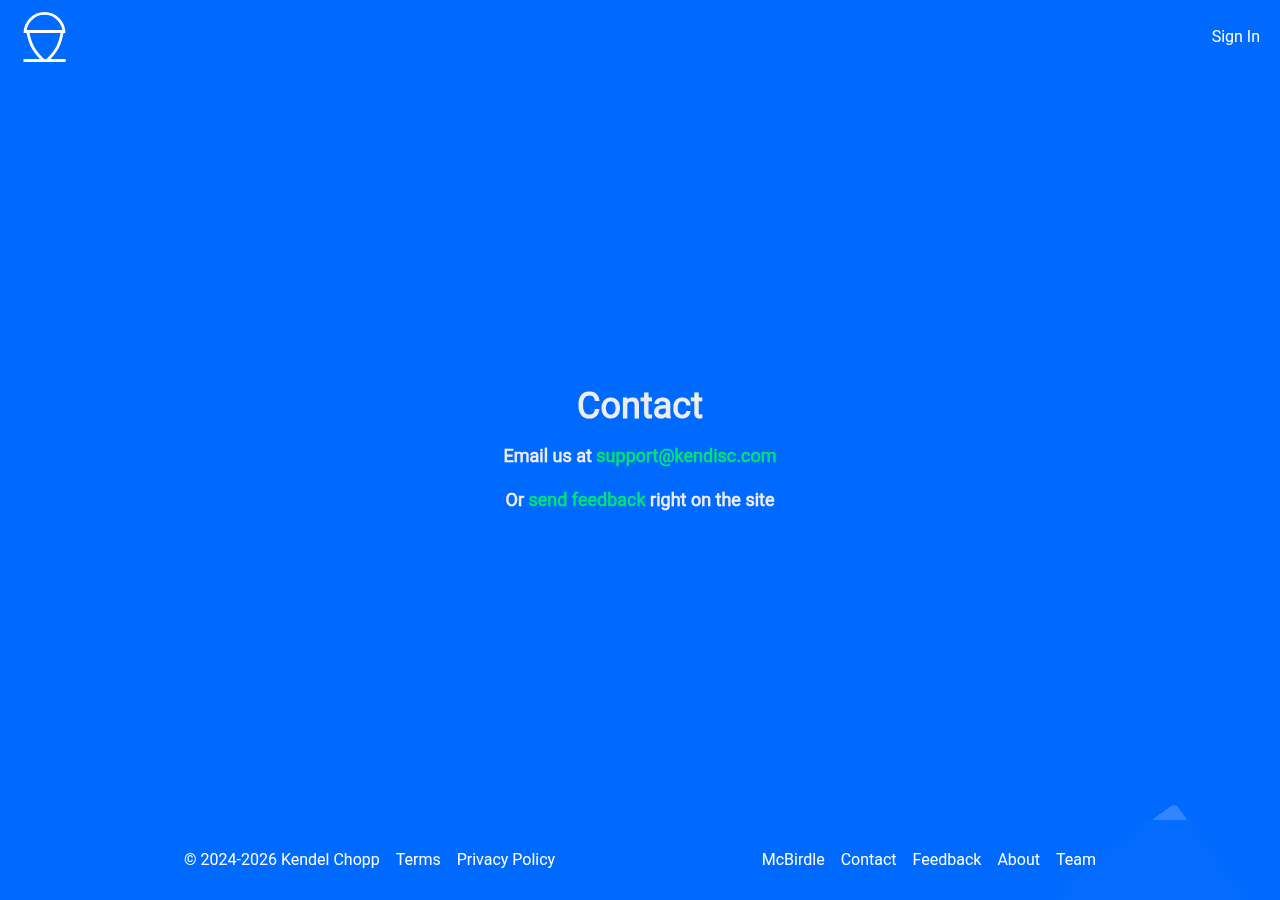 Sign In
Contact
Email us at support@kendisc.com
Or send feedback right on the site
© 2024-2026 Kendel Chopp Terms Privacy Policy McBirdle Contact Feedback About Team